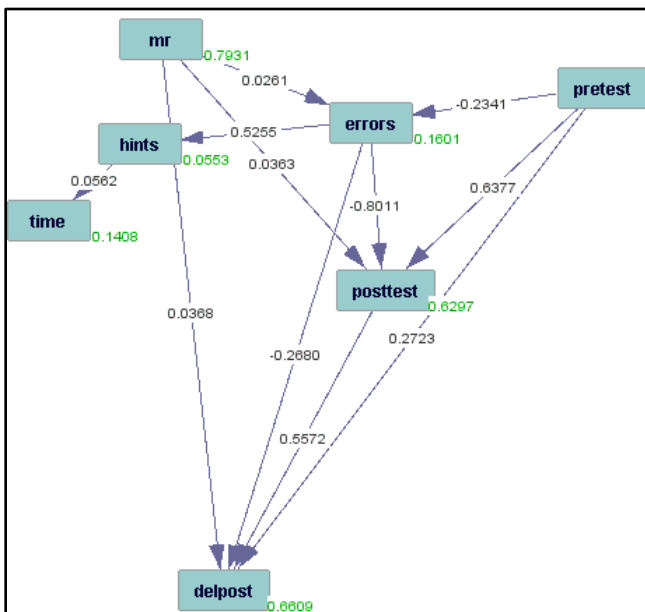 mr
-0.7931
0.0261
pretest
-0.2341
errors
0.1601
0.5255
hints
0.0553
0.0363
0.0562
0.6377
time
0.1408
-0.8011
posttest
0.6297
0.0368
0.2723
-0.2680
0.5572
delpost
0.6609